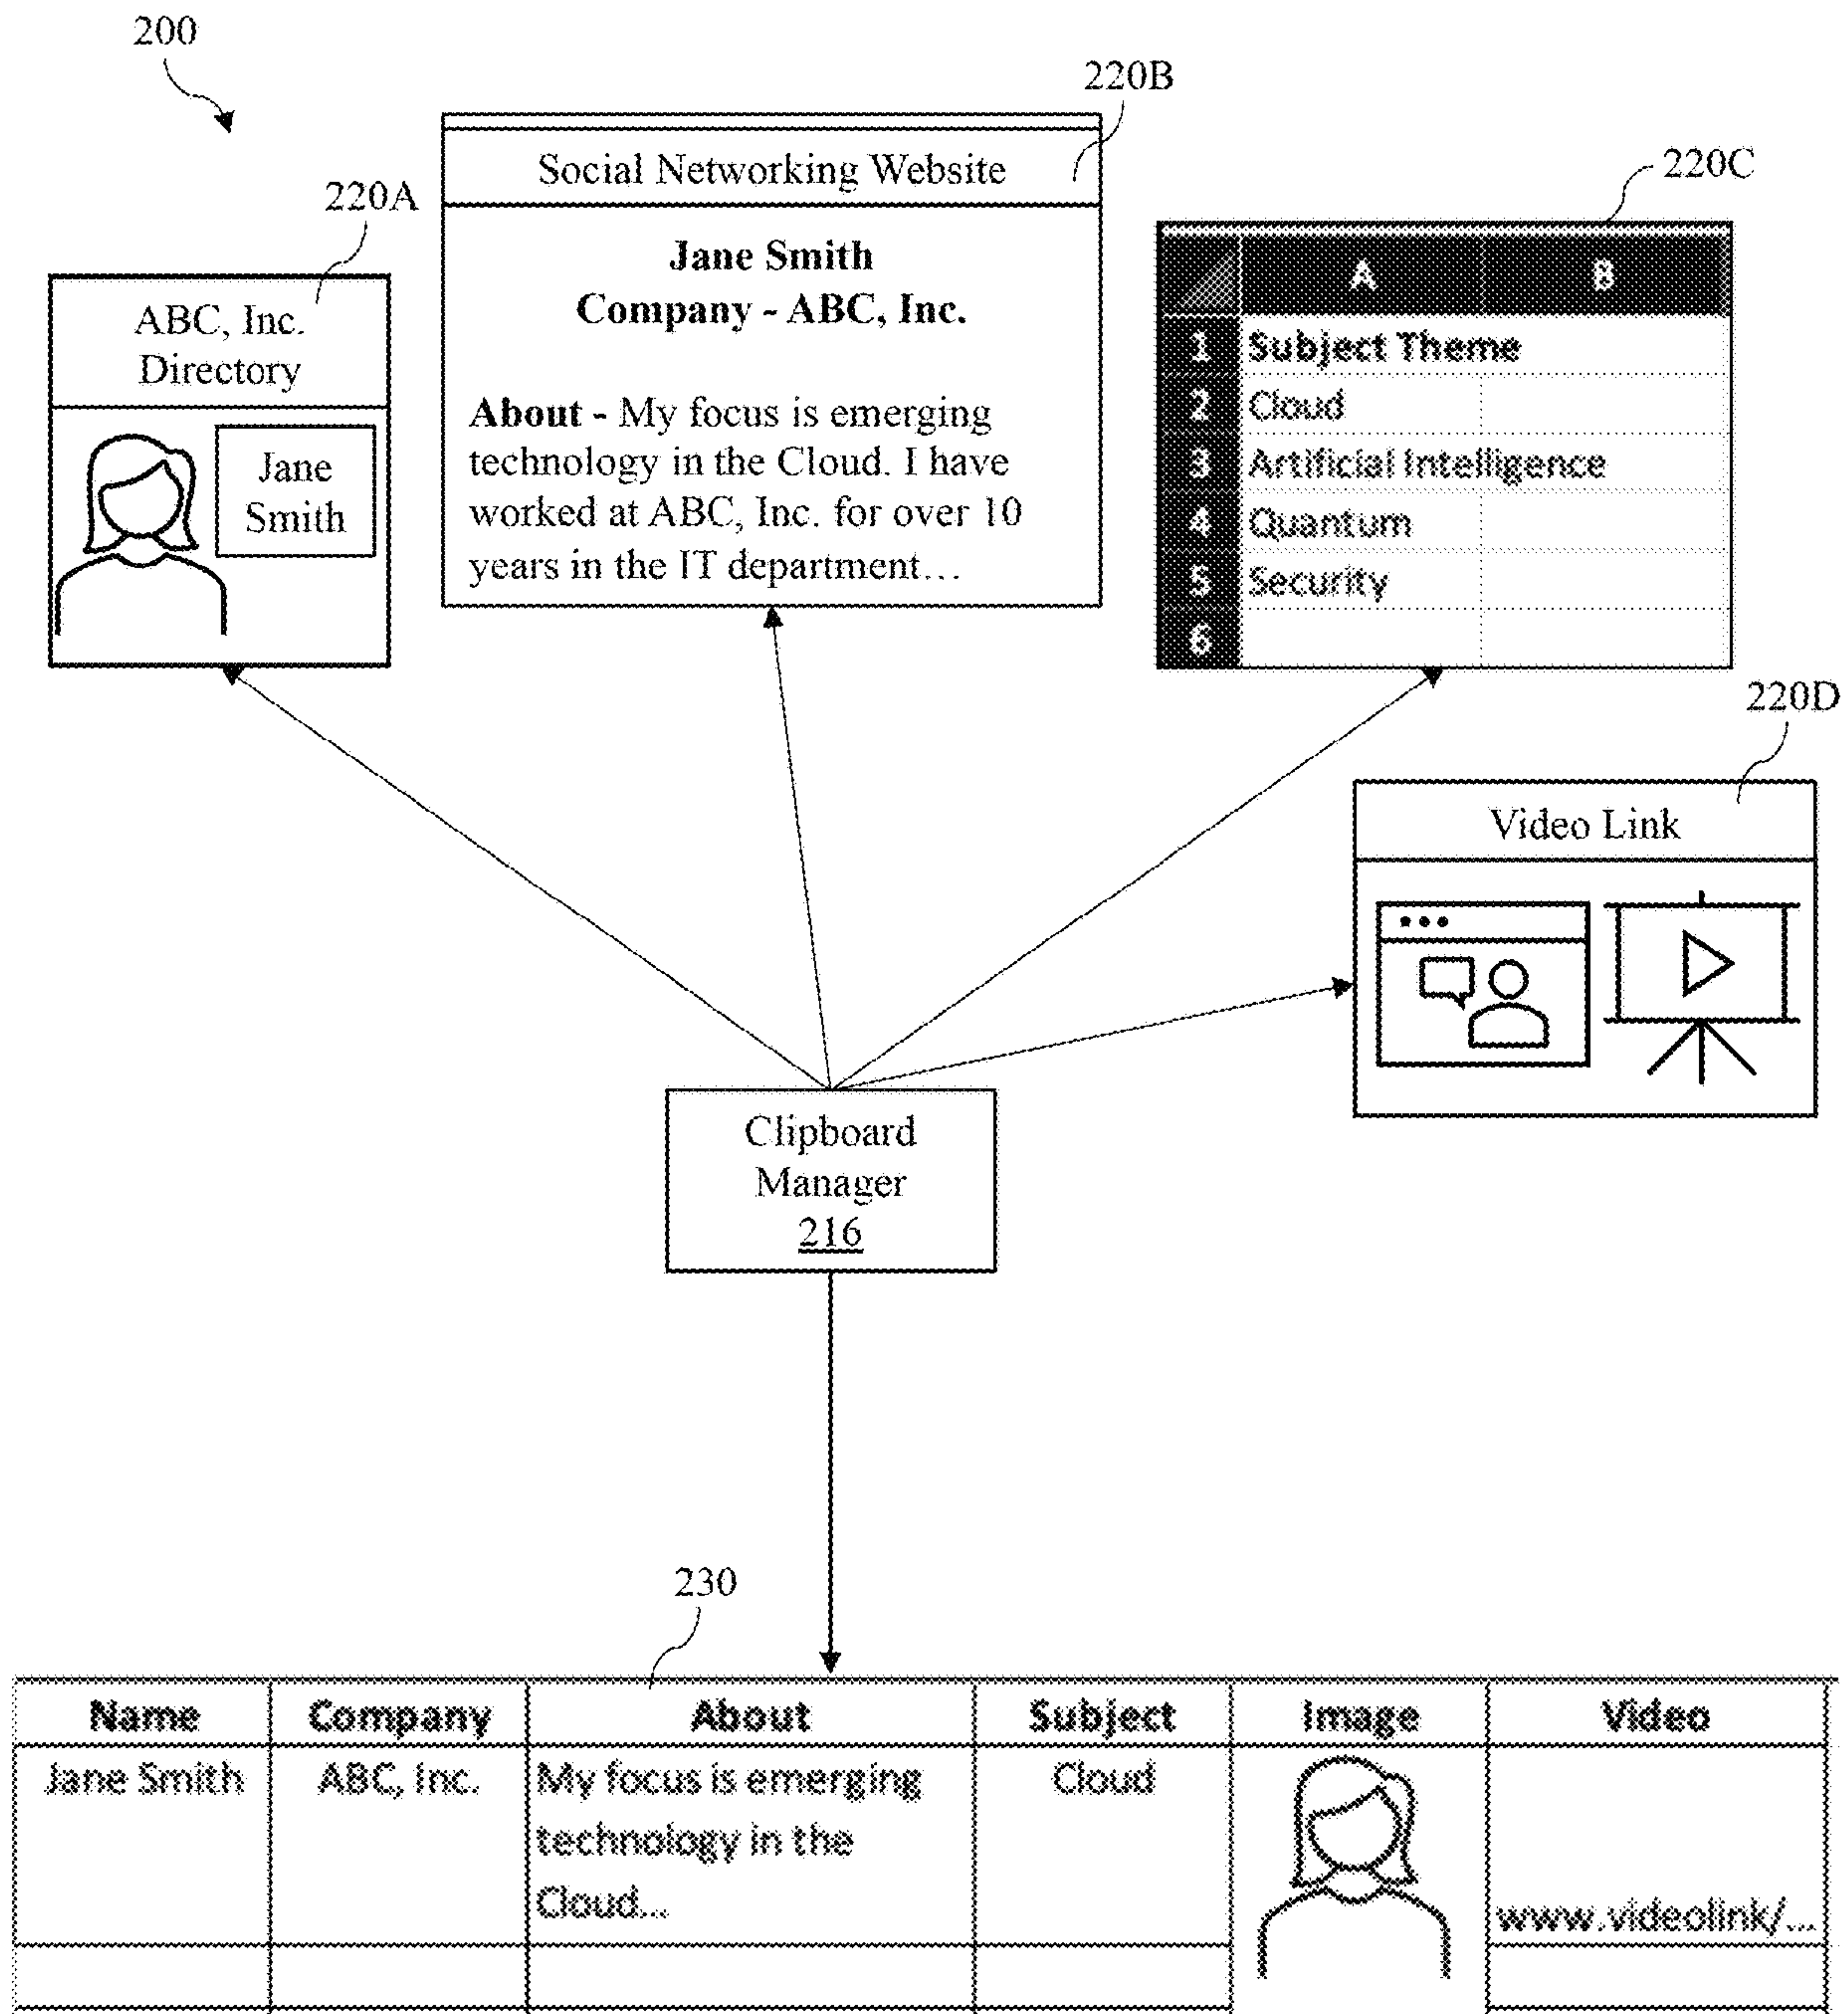 200
220A
ABC, Inc.
Directory
Jane
Smith
220B
Social Networking Website
Jane Smith
Company - ABC, Inc.
About - My focus is emerging
technology in the Cloud. I have
worked at ABC, Inc. for over 10
years in the IT department...
220C
A B
1 Subject Theme
2 Cloud
3 Artificial Intelligence
4 Quantum
5 Security
6
220D
Video Link
Clipboard
Manager
216
230
Name Company About Subject Image Video
Jane Smith ABC, Inc. My focus is emerging Cloud
technology in the
Cloud...
www.videolink/...